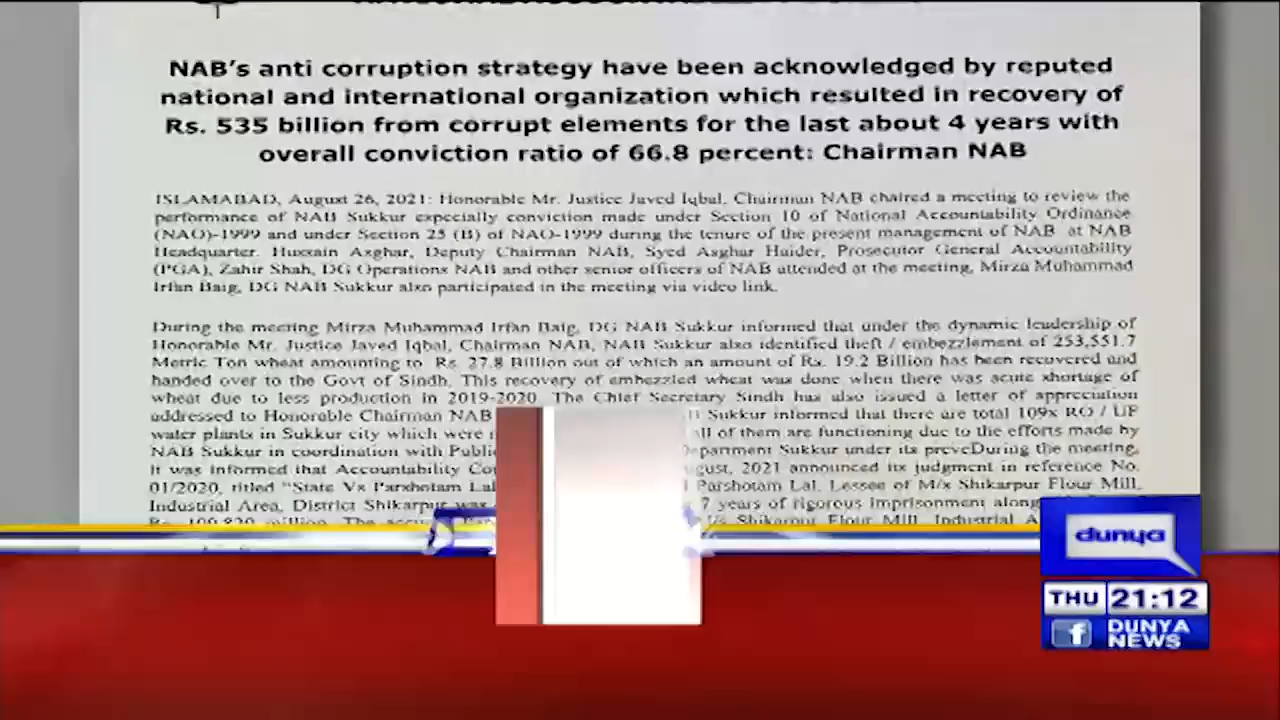 NAB's anti corruption strategy have been acknowledged by reputed
national and international organization which resulted in recovery of
Rs. 535 billion from corrupt elements for the last about 4 years with
overall conviction ratio of 66.8 percent: Chairman NAB
ISLAMABAD, August 26, 2021: Honorable Mr. Justice Javed Iqbal, Chairman NAB chaired a meeting to review the
performance of NAB Sukkur especially conviction made under Section 10 of National Accountability Ordinance
(NAO)-1999 and under Section 25 (B) of NAO-1999 during the tenure of the present management of NAB at NAB
Headquarter. Hussain Asghar, Deputy Chairman NAB, Syed Asghar Haider, Prosecutor General Accountability
(PGA), Zahir Shah, DG Operations NAB and other senior officers of NAB attended at the meeting, Mirza Muhammad
Irfan Baig, DG NAB Sukkur also participated in the meeting via video link.
During the meeting Mirza Muhammad Irfan Baig, DG NAB Sukkur informed that under the dynamic leadership of
Honorable Mr. Justice Javed Iqbal, Chairman NAB, NAB Sukkur also identified theft / embezzlement of 253,551.7
Metric Ton wheat amounting to Rs. 27.8 Billion out of which an amount of Rs. 19.2 Billion has been recovered and
handed over to the Govt of Sindh. This recovery of embezzled wheat was done when there was acute shortage of
wheat due to less production in 2019-2020. The Chief Secretary Sindh has also issued a letter of appreciation
addressed to Honorable Chairman NAB Sukkur informed that there are total 109x RO / UF
water plants in Sukkur city which were all of them are functioning due to the efforts made by
NAB Sukkur in coordination with Sukkur under its preveDuring the meeting,
It was informed that Accountability 2021 announced its judgment in reference No.
01/2020, titled "State Vs Parshotam Lal Parshotam Lal, Lessee of M/s Shikarpur Flour Mill,
Industrial Area, District Shikarpur was 7 years of rigorous imprisonment
Shikarpur Flour Mill, Industrial
dunya
THU 21:12
f DUNYA
NEWS